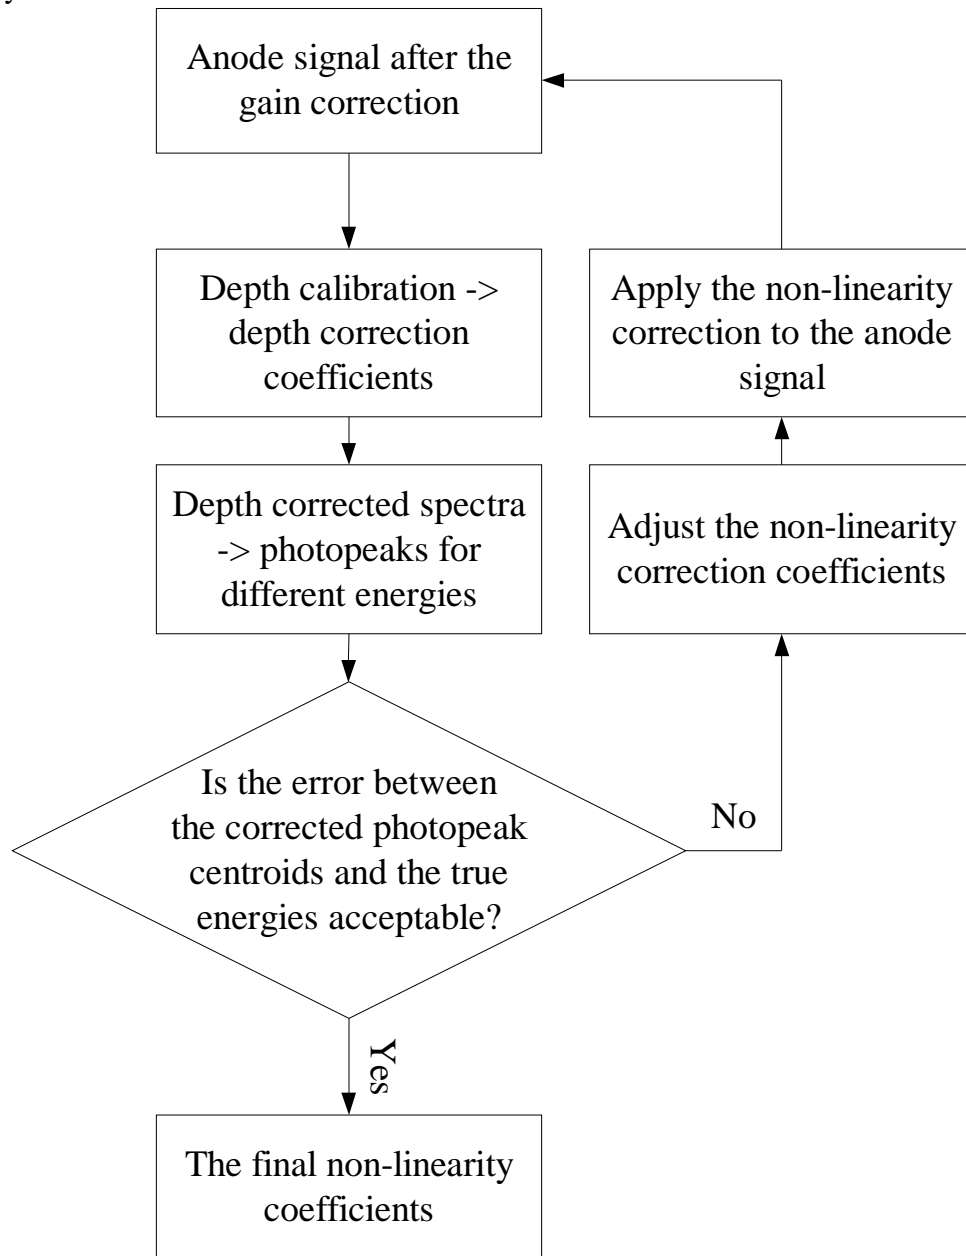 Anode signal after the
gain correction
Depth calibration ->
depth correction
coefficients
Apply the non-linearity
correction to the anode
signal
Depth corrected spectra
-> photopeaks for
different energies
Adjust the non-linearity
correction coefficients
Is the error between
the corrected photopeak
centroids and the true
energies acceptable?
No
Yes
The final non-linearity
coefficients